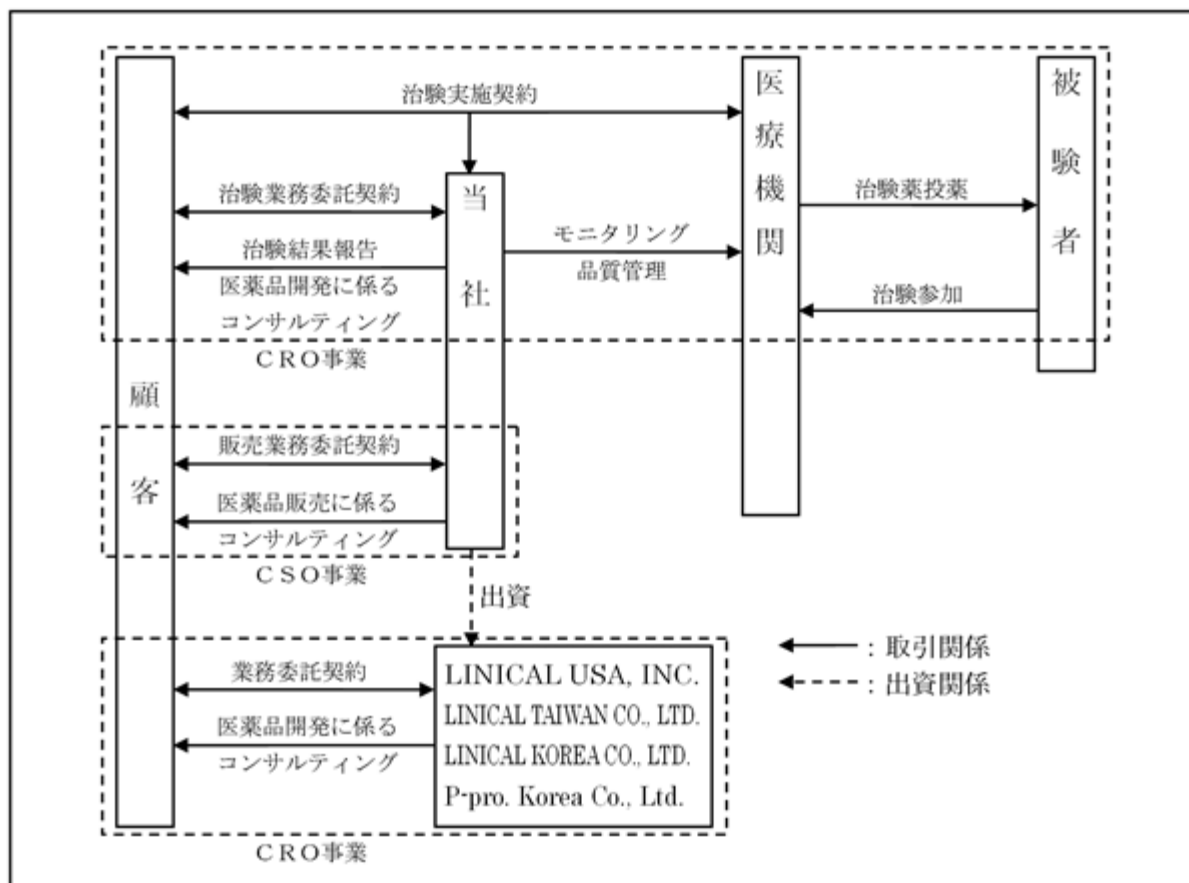 治験実施契約
医療機関
被験者
当社
治験業務委託契約
治験結果報告
医薬品開発に係る
コンサルティング
モニタリング
品質管理
治験薬投薬
治験参加
ＣＲＯ事業
顧客
販売業務委託契約
医薬品販売に係る
コンサルティング
ＣＳＯ事業
出資
業務委託契約
医薬品開発に係る
コンサルティング
LINICAL USA, INC.
LINICAL TAIWAN CO., LTD.
LINICAL KOREA CO., LTD.
P-pro. Korea Co., Ltd.
ＣＲＯ事業
：取引関係
：出資関係